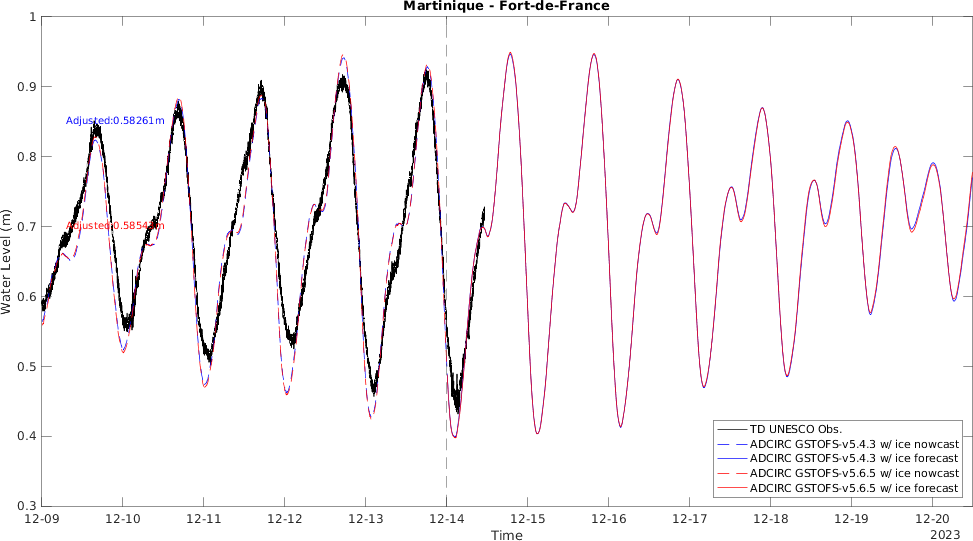 Martinique - Fort-de-France
Water Level (m)
1
0.9
0.8
0.7
0.6
0.5
0.4
0.3
Adjusted:0.58261m
12-09
12-10
12-11
12-12
12-13
12-14
12-15
12-16
12-17
12-18
12-19
12-20
2023
Time
TD UNESCO Obs.
ADCIRC GSTOFS-v5.4.3 w/ ice nowcast
ADCIRC GSTOFS-v5.4.3 w/ ice forecast
ADCIRC GSTOFS-v5.6.5 w/ ice nowcast
ADCIRC GSTOFS-v5.6.5 w/ ice forecast